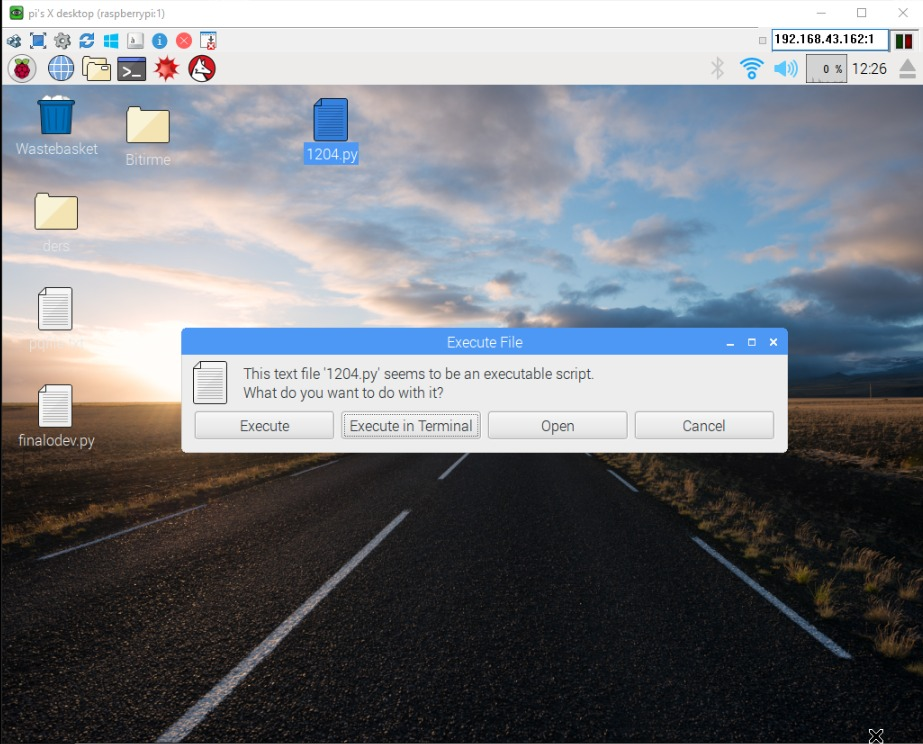 pi's X desktop (raspberrypi:1)
192.168.43.162:1
0 %
12:26
Wastebasket
Bitirme
1204.py
ders
finalodev.py
Execute File
This text file '1204.py' seems to be an executable script.
What do you want to do with it?
Execute
Execute in Terminal
Open
Cancel